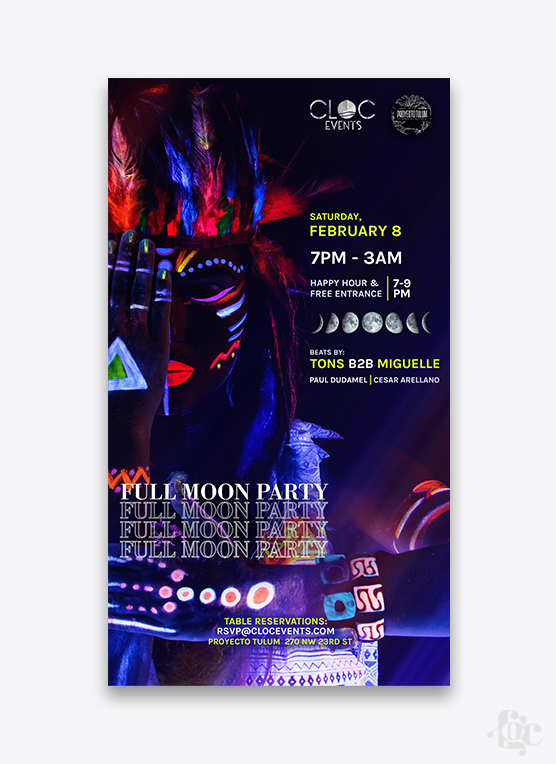 CLOC
EVENTS
PROYECTO TULUM
SATURDAY,
FEBRUARY 8
7PM - 3AM
HAPPY HOUR & | 7-9
FREE ENTRANCE | PM
BEATS BY:
TONS B2B MIGUELLE
PAUL DUDAMEL | CESAR ARELLANO
FULL MOON PARTY
FULL MOON PARTY
FULL MOON PARTY
FULL MOON PARTY
TABLE RESERVATIONS:
RSVP@CLOCEVENTS.COM
PROYECTO TULUM 270 NW 23RD ST